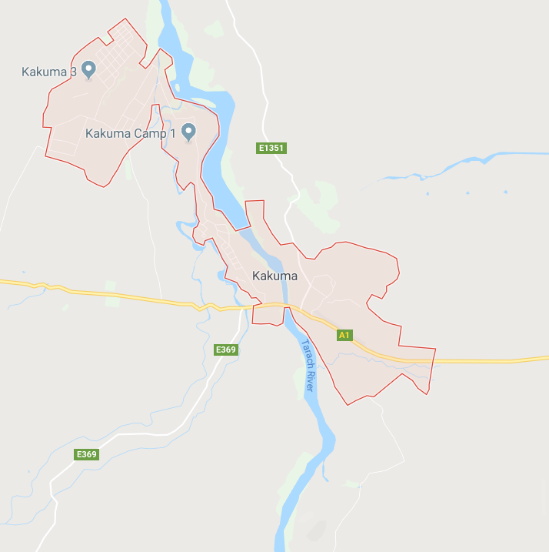 Kakuma 3
Kakuma Camp 1
E1351
Kakuma
A1
E369
Tarach River
E369